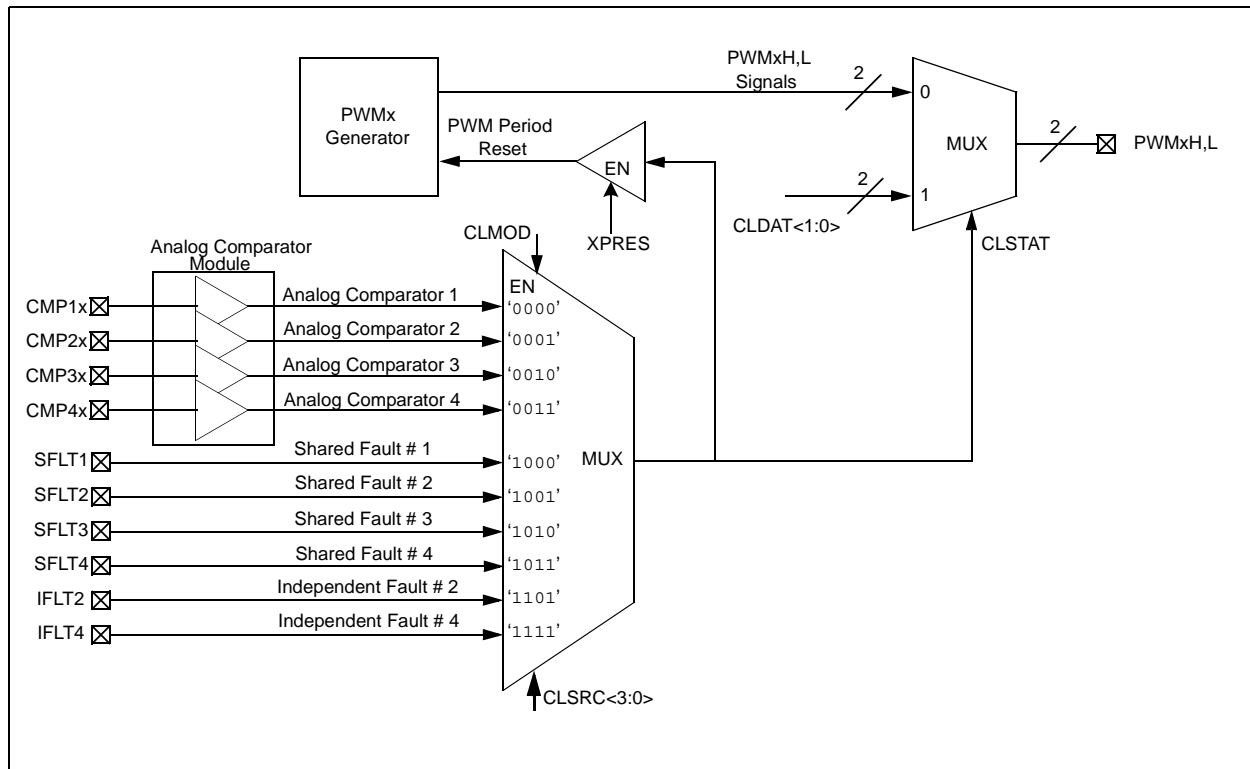 PWMxH,L
Signals
2
0
PWMx
Generator
PWM Period
Reset
EN
XPRES
MUX
2
PWMxH,L
2
1
CLDAT<1:0>
CLSTAT
CLMOD
Analog Comparator
Module
EN
CMP1x
Analog Comparator 1
‘0000’
CMP2x
Analog Comparator 2
‘0001’
CMP3x
Analog Comparator 3
‘0010’
CMP4x
Analog Comparator 4
‘0011’
SFLT1
Shared Fault # 1
‘1000’
MUX
SFLT2
Shared Fault # 2
‘1001’
SFLT3
Shared Fault # 3
‘1010’
SFLT4
Shared Fault # 4
‘1011’
IFLT2
Independent Fault # 2
‘1101’
IFLT4
Independent Fault # 4
‘1111’
CLSRC<3:0>